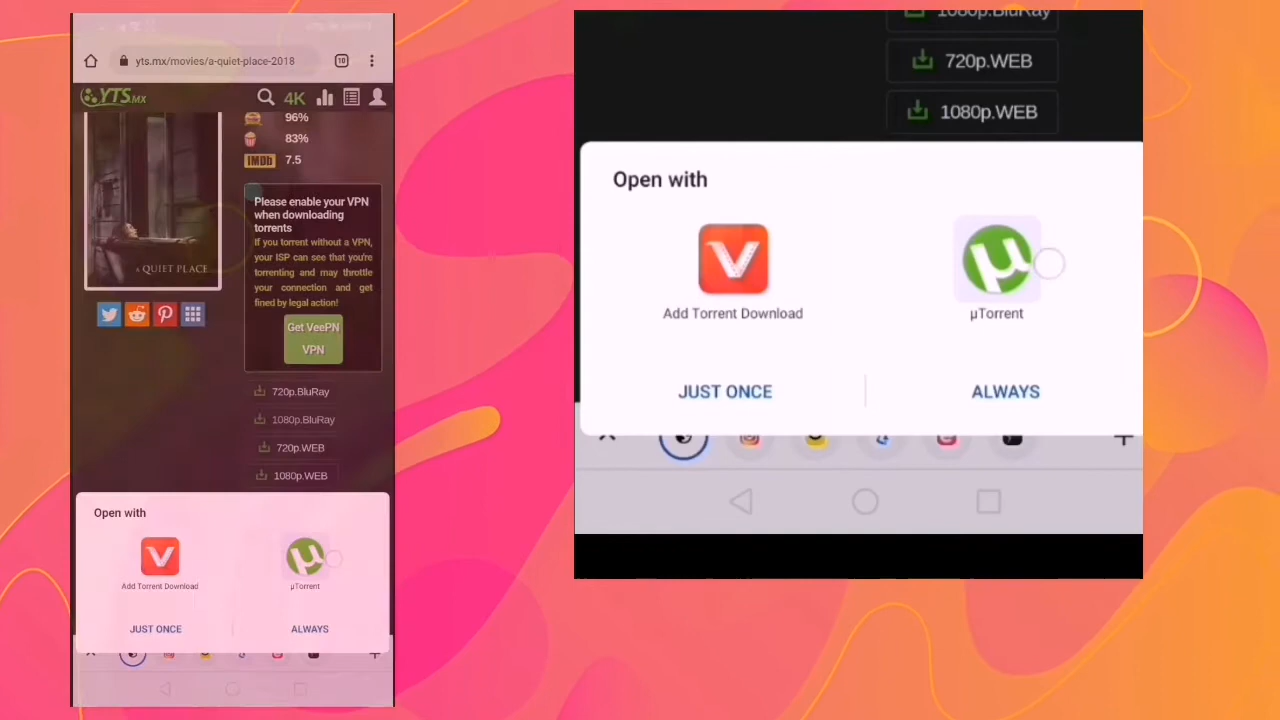 yts.mx/movies/a-quiet-place-2018
10
YTS.MX
4K
96%
83%
IMDb
7.5
A QUIET PLACE
Please enable your VPN
when downloading
torrents
If you torrent without a VPN,
your ISP can see that you're
torrenting and may throttle
your connection and get
fined by legal action!
Get VeePN
VPN
720p.BluRay
1080p.BluRay
720p.WEB
1080p.WEB
Open with
Add Torrent Download
µTorrent
JUST ONCE
ALWAYS
1080p.BluRay
720p.WEB
1080p.WEB
Open with
Add Torrent Download
µTorrent
JUST ONCE
ALWAYS